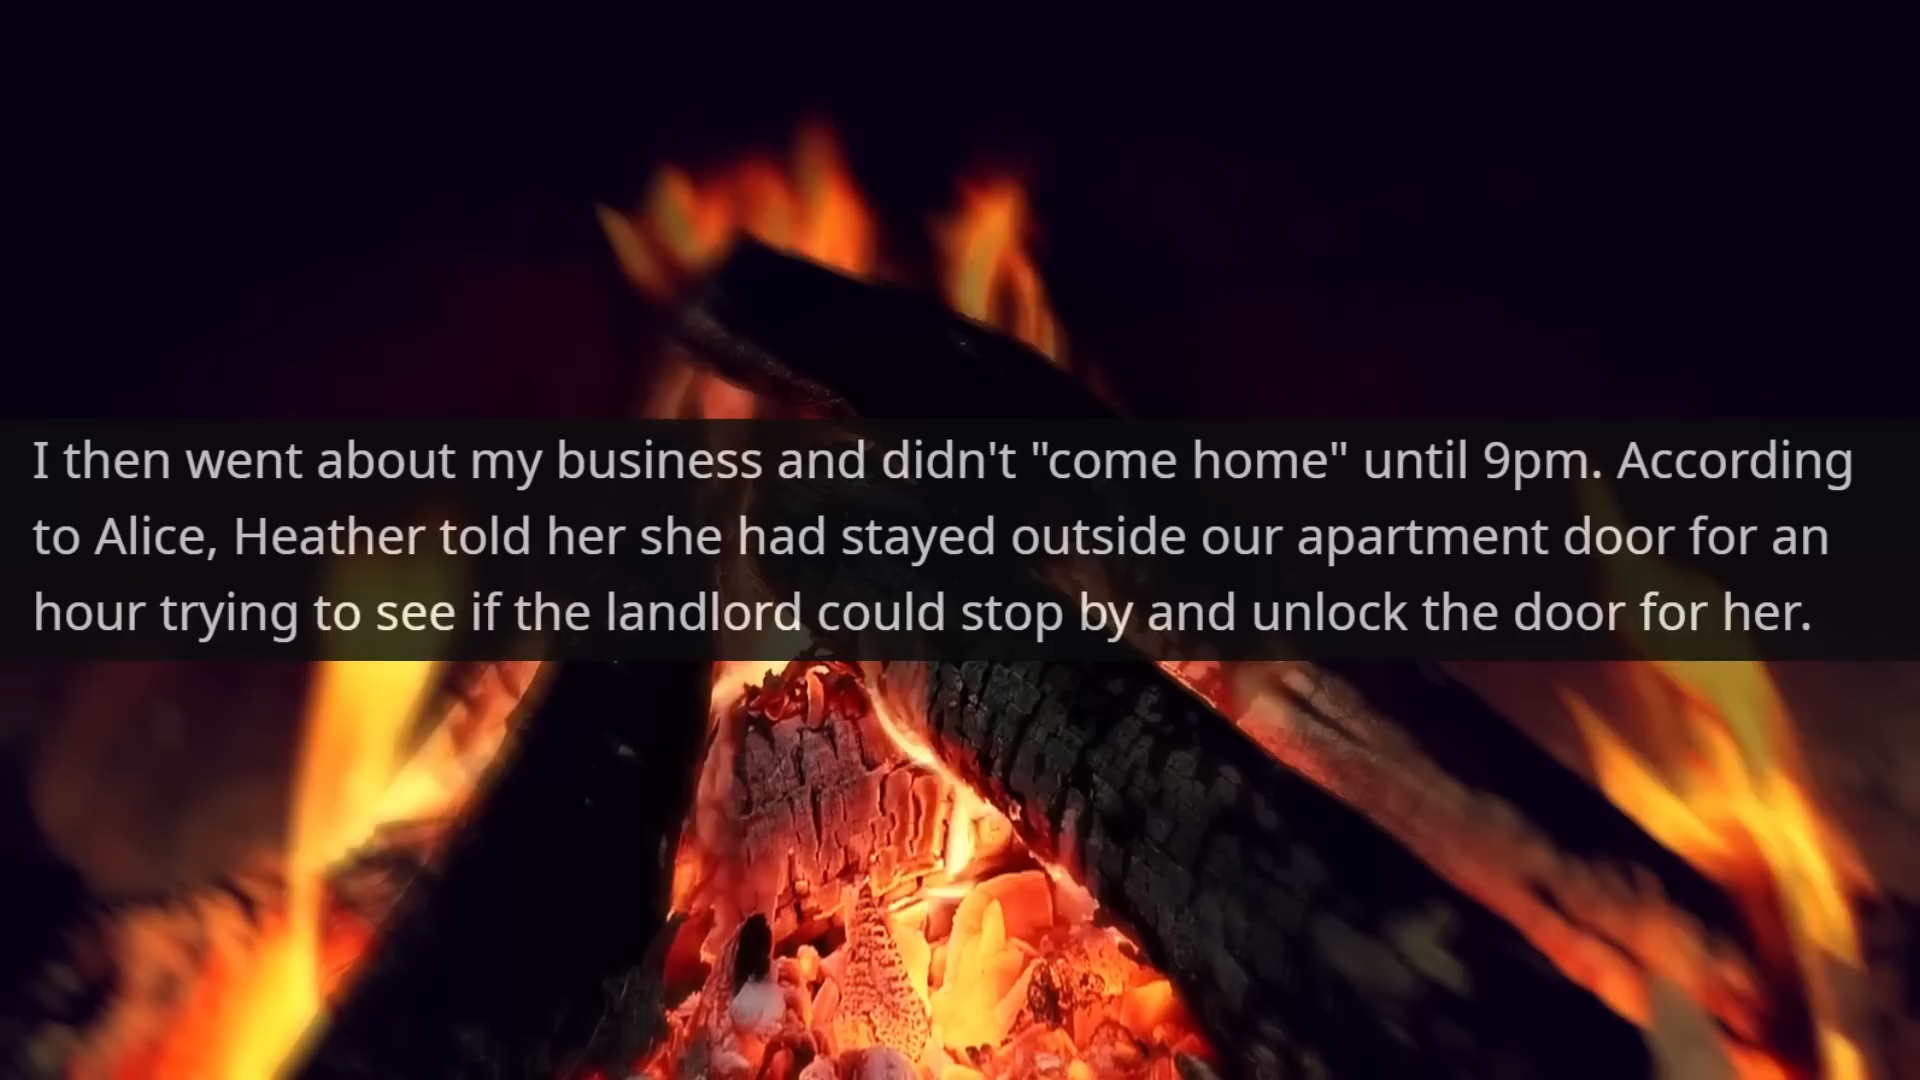 I then went about my business and didn't "come home" until 9pm. According
to Alice, Heather told her she had stayed outside our apartment door for an
hour trying to see if the landlord could stop by and unlock the door for her.